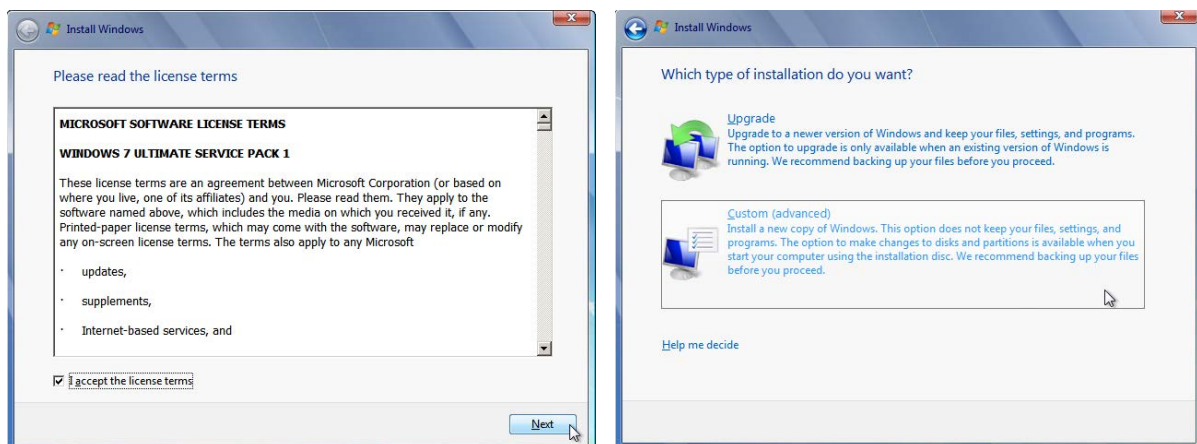 Install Windows
Please read the license terms
MICROSOFT SOFTWARE LICENSE TERMS
WINDOWS 7 ULTIMATE SERVICE PACK 1
These license terms are an agreement between Microsoft Corporation (or based on
where you live, one of its affiliates) and you. Please read them. They apply to the
software named above, which includes the media on which you received it, if any.
Printed-paper license terms, which may come with the software, may replace or modify
any on-screen license terms. The terms also apply to any Microsoft
· updates,
· supplements,
· Internet-based services, and
I accept the license terms
Next
Install Windows
Which type of installation do you want?
Upgrade
Upgrade to a newer version of Windows and keep your files, settings, and programs.
The option to upgrade is only available when an existing version of Windows is
running. We recommend backing up your files before you proceed.
Custom (advanced)
Install a new copy of Windows. This option does not keep your files, settings, and
programs. The option to make changes to disks and partitions is available when you
start your computer using the installation disc. We recommend backing up your files
before you proceed.
Help me decide